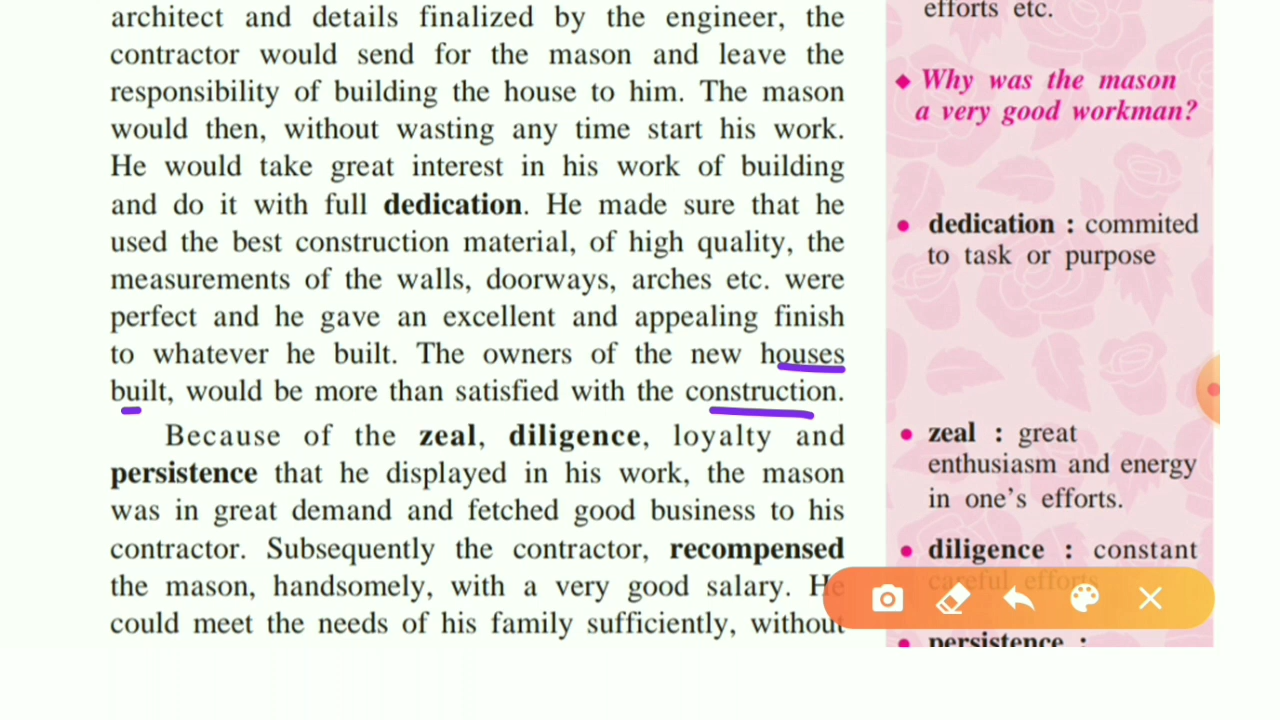 architect and details finalized by the engineer, the
contractor would send for the mason and leave the
responsibility of building the house to him. The mason
would then, without wasting any time start his work.
He would take great interest in his work of building
and do it with full dedication. He made sure that he
used the best construction material, of high quality, the
measurements of the walls, doorways, arches etc. were
perfect and he gave an excellent and appealing finish
to whatever he built. The owners of the new houses
built, would be more than satisfied with the construction.
Because of the zeal, diligence, loyalty and
persistence that he displayed in his work, the mason
was in great demand and fetched good business to his
contractor. Subsequently the contractor, recompensed
the mason, handsomely, with a very good salary. He
could meet the needs of his family sufficiently, without
efforts etc.
◆ Why was the mason
a very good workman?
• dedication : commited
to task or purpose
• zeal : great
enthusiasm and energy
in one's efforts.
• diligence : constant
careful efforts
• persistence :